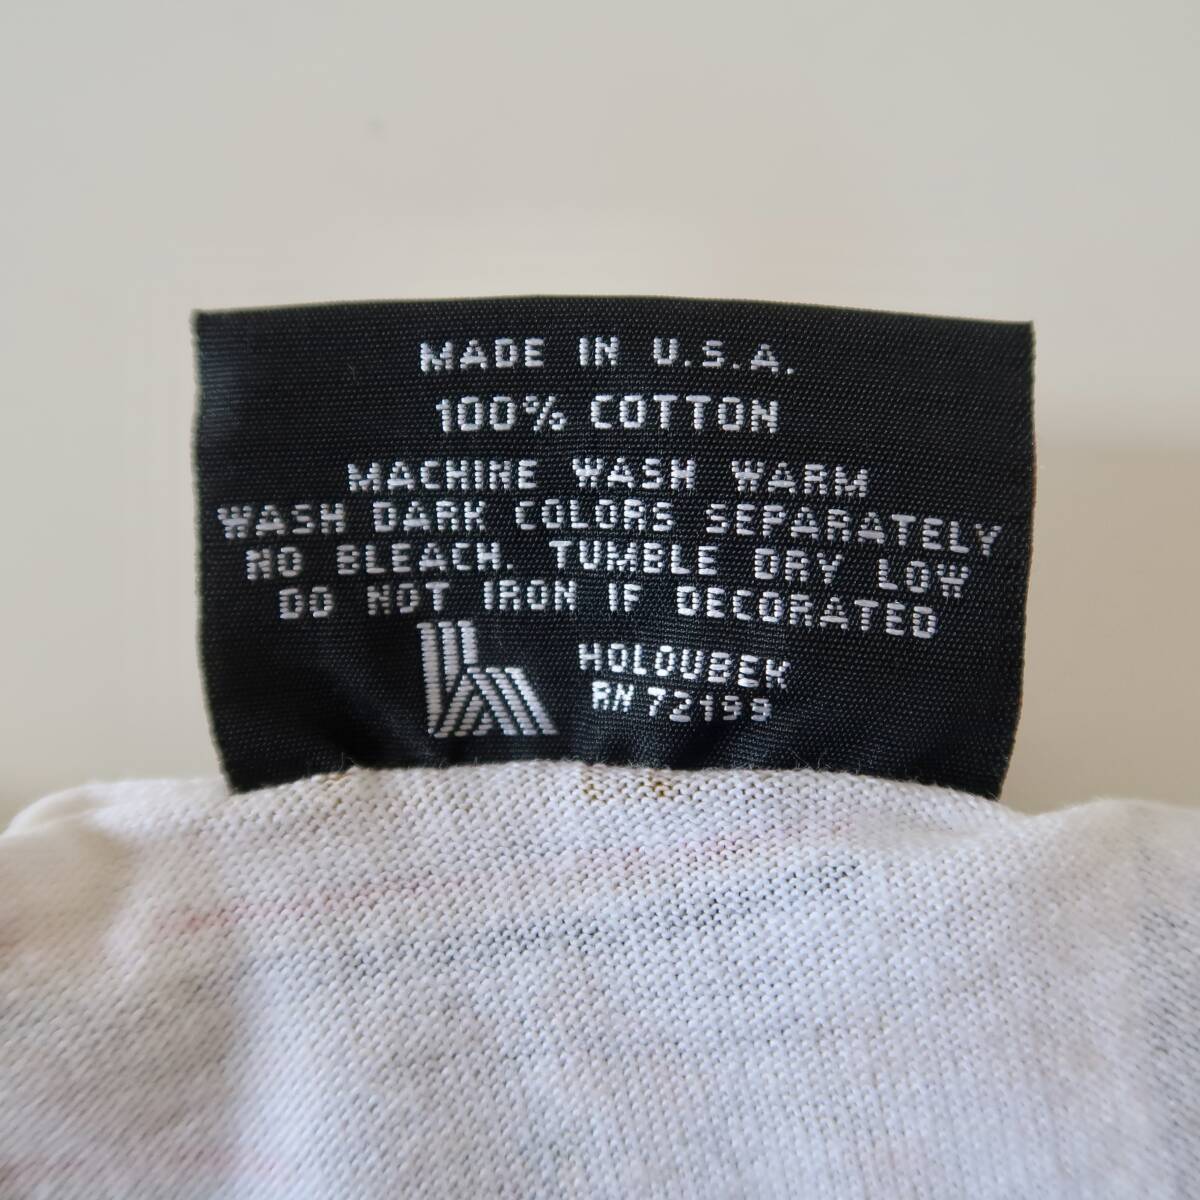 MADE IN U.S.A.
100% COTTON
MACHINE WASH WARM
WASH DARK COLORS SEPARATELY
NO BLEACH. TUMBLE DRY LOW
DO NOT IRON IF DECORATED
HOLOUBEK
RN 72199